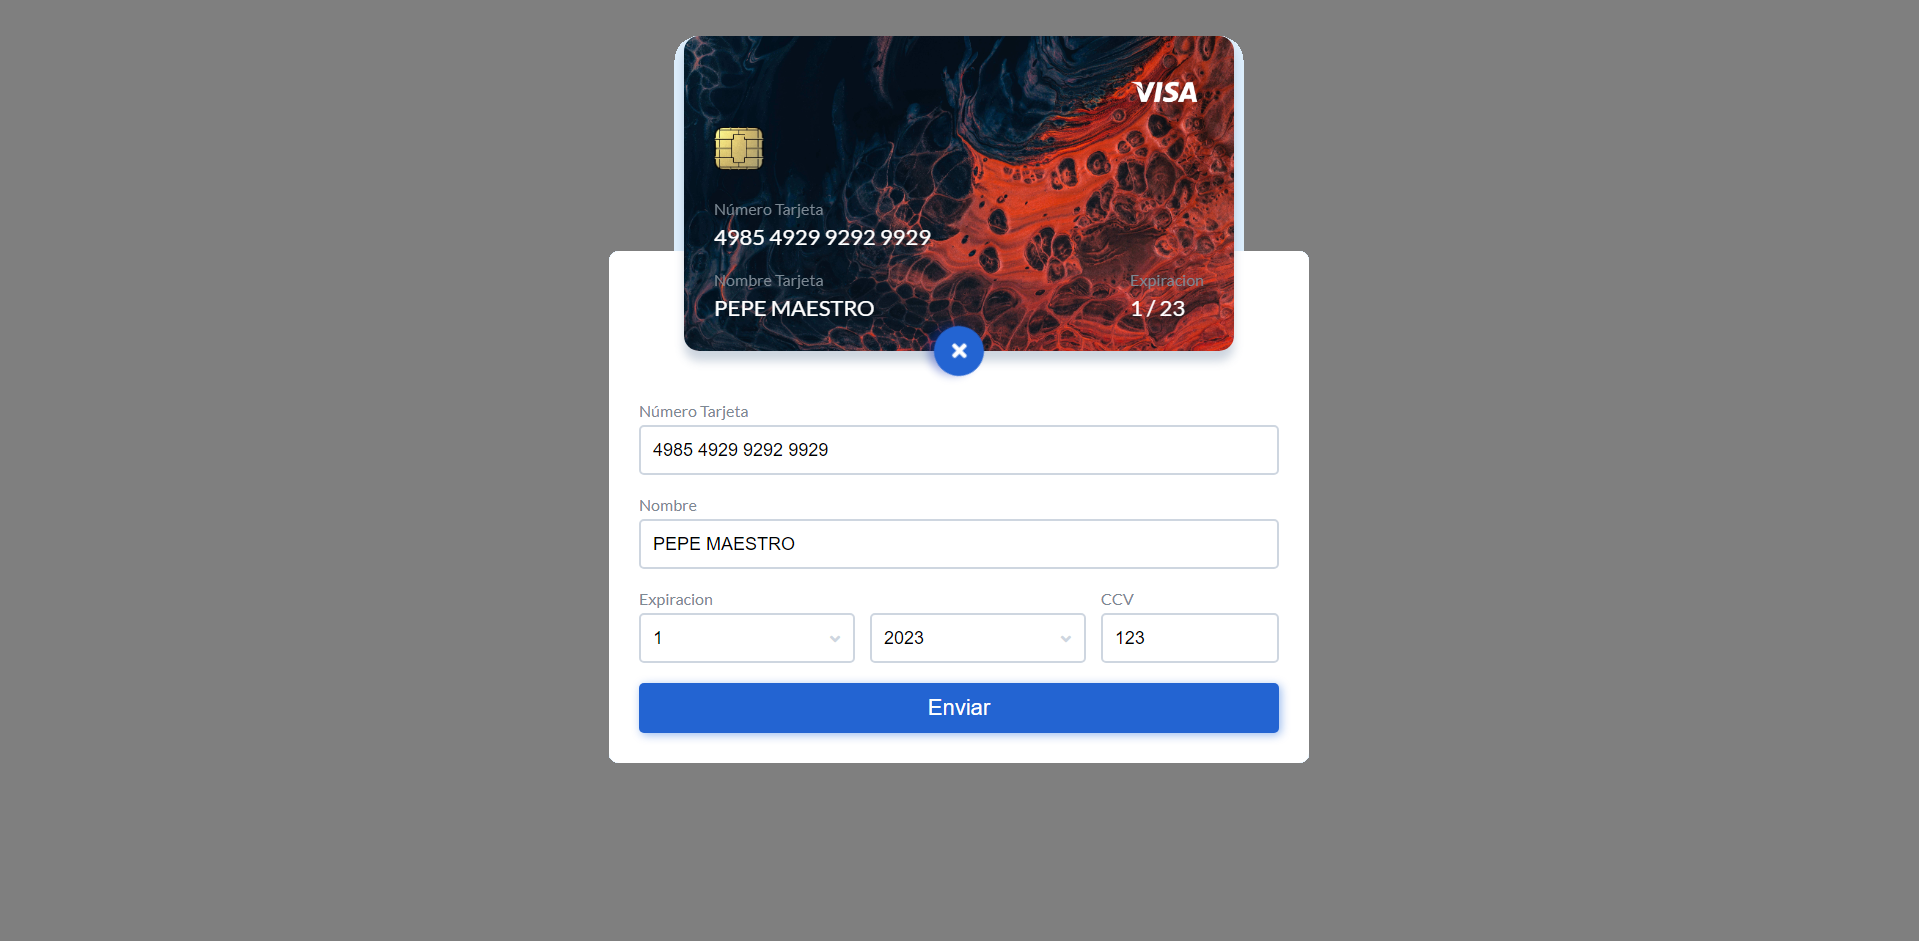 VISA
Número Tarjeta
4985 4929 9292 9929
Nombre Tarjeta
Expiracion
PEPE MAESTRO
1 / 23
Número Tarjeta
4985 4929 9292 9929
Nombre
PEPE MAESTRO
Expiracion
CCV
1
2023
123
Enviar